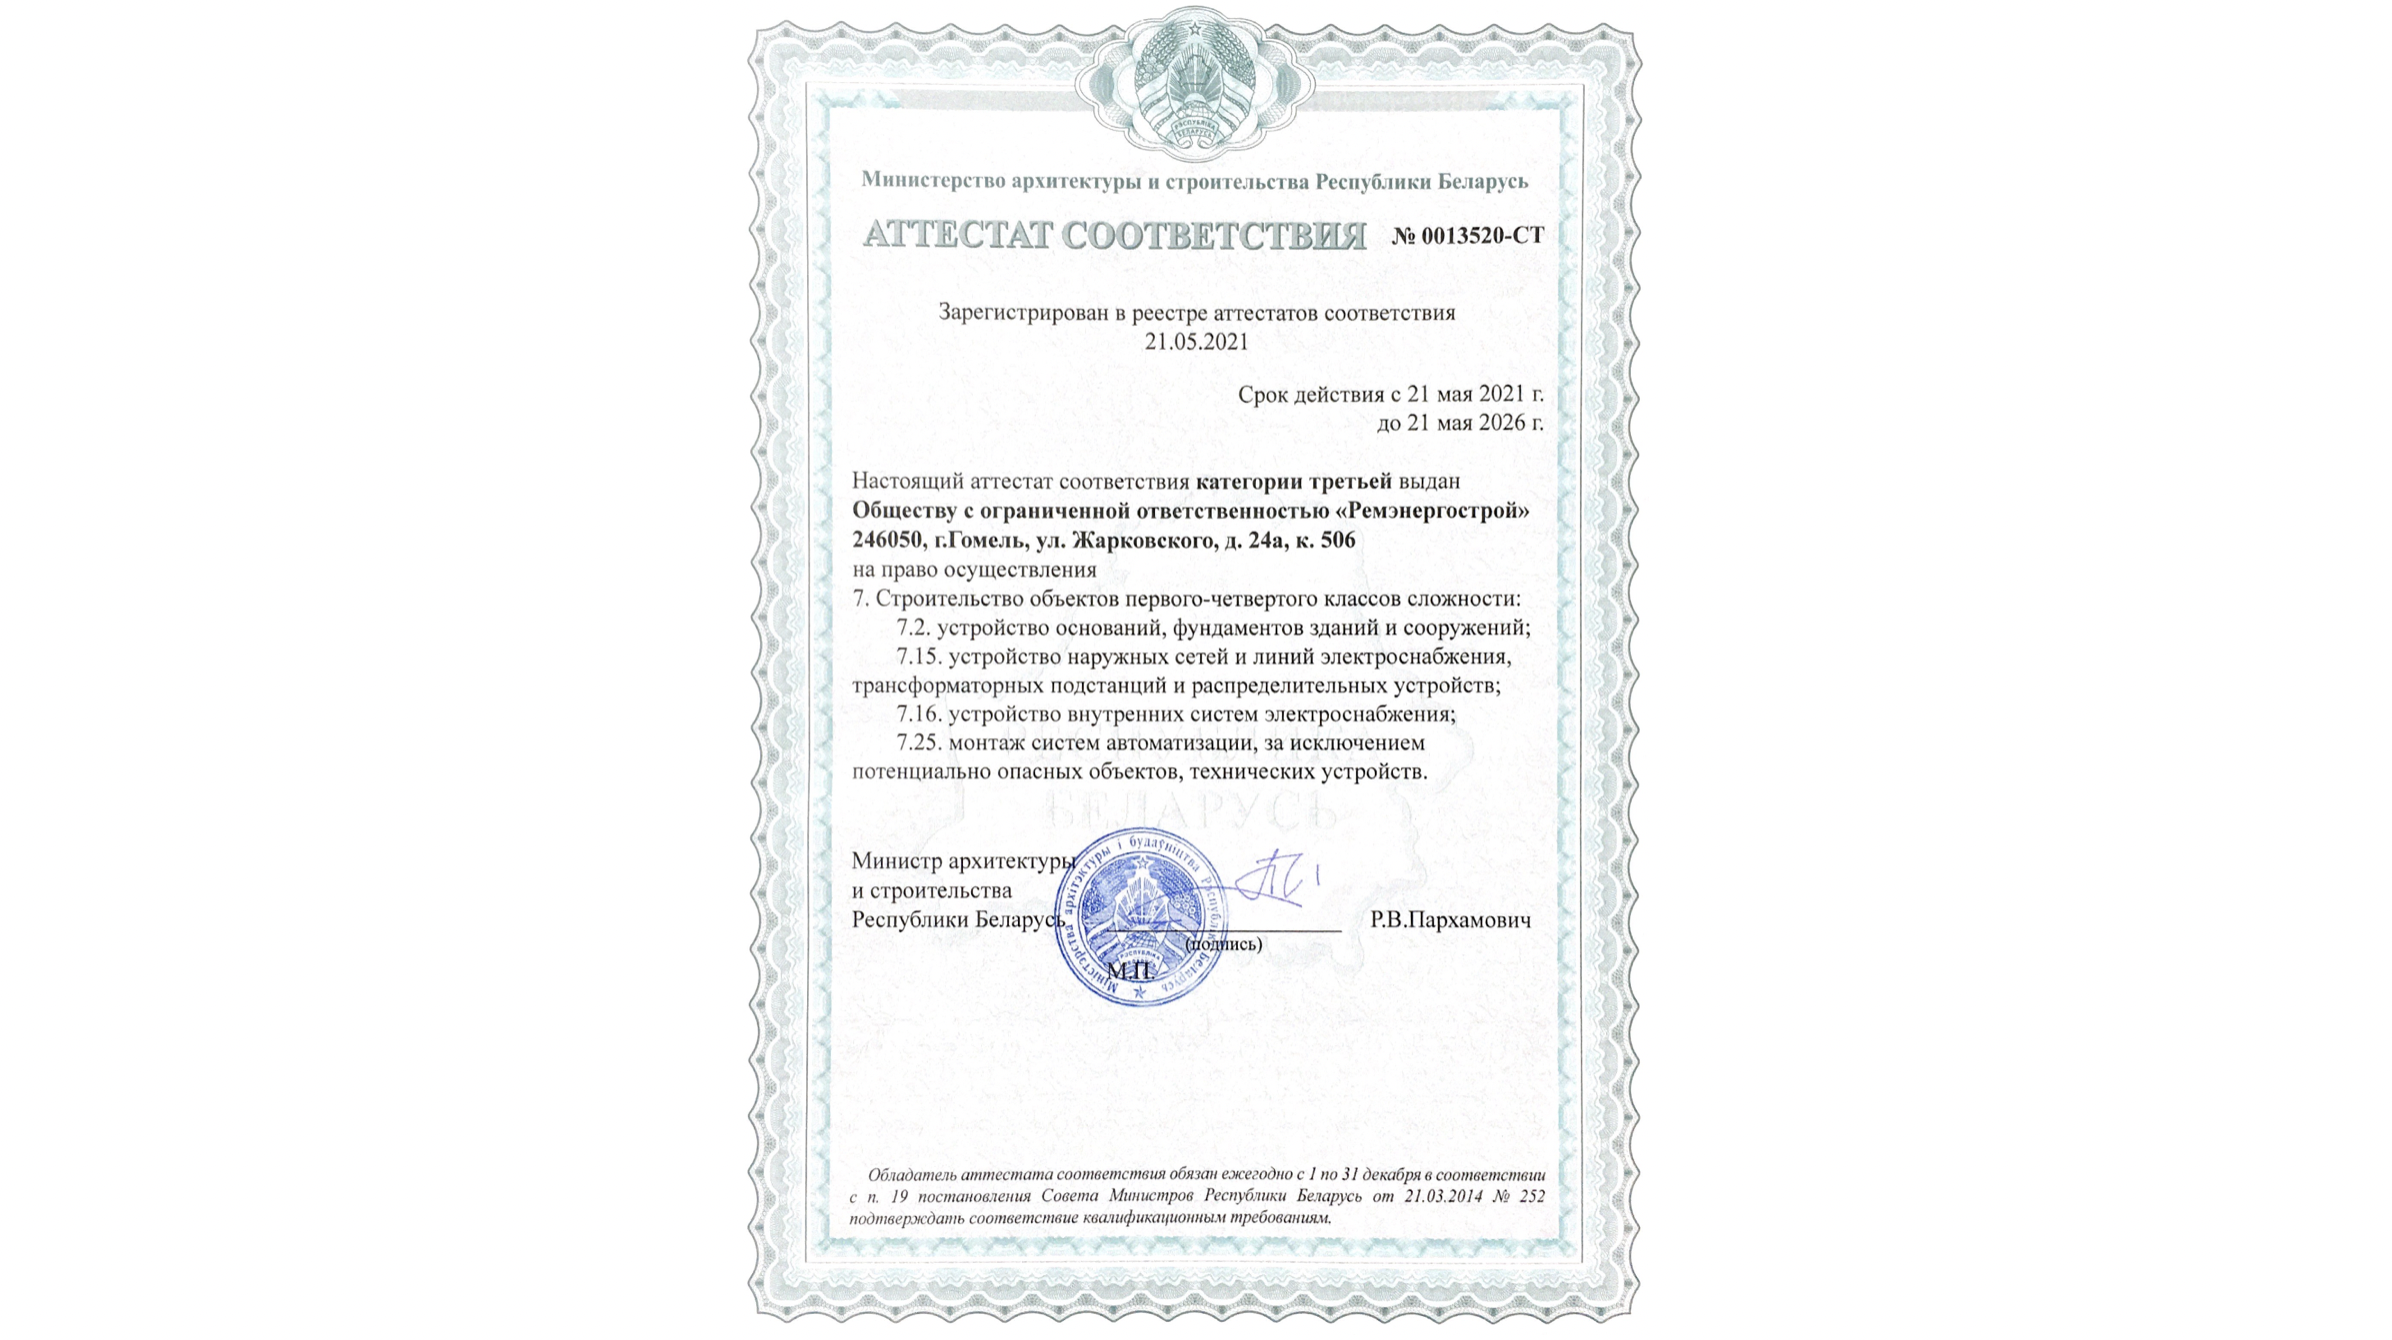 РЭСПУБЛІКА
БЕЛАРУСЬ
Министерство архитектуры и строительства Республики Беларусь
АТТЕСТАТ СООТВЕТСТВИЯ № 0013520-СТ
Зарегистрирован в реестре аттестатов соответствия
21.05.2021
Срок действия с 21 мая 2021 г.
до 21 мая 2026 г.
Настоящий аттестат соответствия категории третьей выдан
Обществу с ограниченной ответственностью «Ремэнергострой»
246050, г.Гомель, ул. Жарковского, д. 24а, к. 506
на право осуществления
7. Строительство объектов первого-четвертого классов сложности:
7.2. устройство оснований, фундаментов зданий и сооружений;
7.15. устройство наружных сетей и линий электроснабжения,
трансформаторных подстанций и распределительных устройств;
7.16. устройство внутренних систем электроснабжения;
7.25. монтаж систем автоматизации, за исключением
потенциально опасных объектов, технических устройств.
БЕЛАРУСЬ
Министр архитектуры
и строительства
Республики Беларусь Р.В.Пархамович
(подпись)
М.П.
Міністэрства архітэктуры і будаўніцтва Рэспублікі Беларусь
Обладатель аттестата соответствия обязан ежегодно с 1 по 31 декабря в соответствии
с п. 19 постановления Совета Министров Республики Беларусь от 21.03.2014 № 252
подтверждать соответствие квалификационным требованиям.